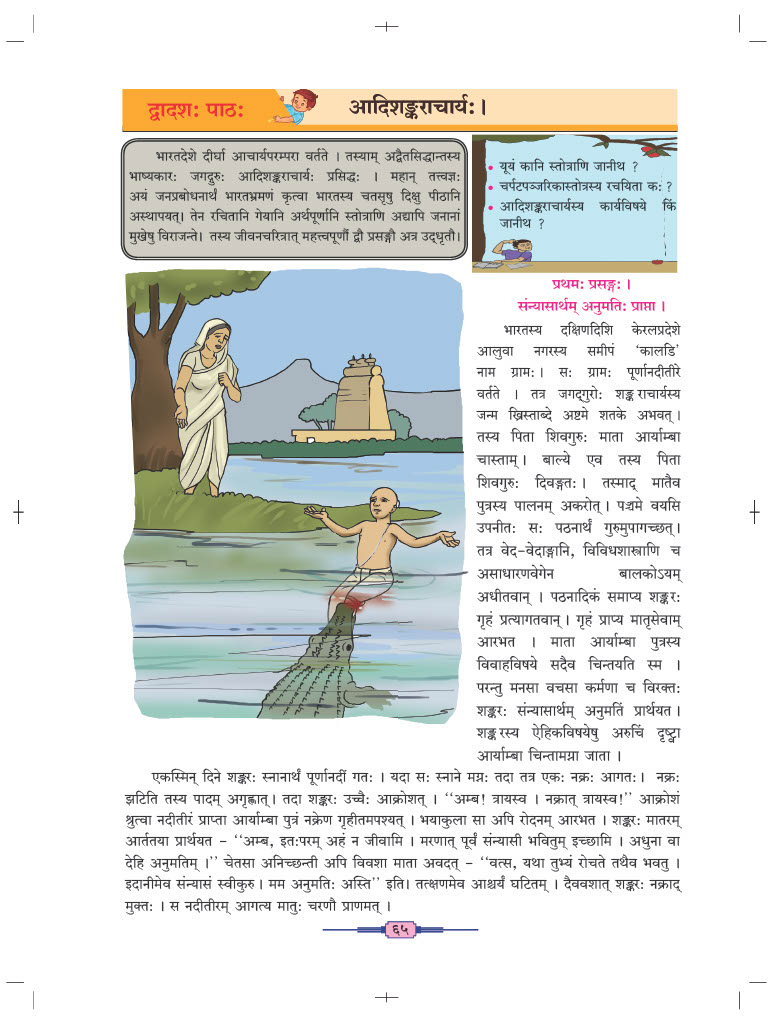 द्वादश: पाठ:
आदिशङ्कराचार्य:।
भारतदेशे दीर्घा आचार्यपरम्परा वर्तते । तस्याम् अद्वैतसिद्धान्तस्य
भाष्यकार: जगद्गुरु: आदिशङ्कराचार्य: प्रसिद्ध: । महान् तत्त्वज्ञ:
अयं जनप्रबोधनार्थं भारतभ्रमणं कृत्वा भारतस्य चतसृषु दिक्षु पीठानि
अस्थापयत्। तेन रचितानि गेयानि अर्थपूर्णानि स्तोत्राणि अद्यापि जनानां
मुखेषु विराजन्ते। तस्य जीवनचरित्रात् महत्त्वपूर्णौ द्वौ प्रसङ्गौ अत्र उद्धृतौ।
• यूयं कानि स्तोत्राणि जानीथ ?
• चर्पटपञ्जरिकास्तोत्रस्य रचयिता क: ?
• आदिशङ्कराचार्यस्य कार्यविषये किं
जानीथ ?
प्रथम: प्रसङ्ग: ।
संन्यासार्थम् अनुमति: प्राप्ता ।
भारतस्य दक्षिणदिशि केरलप्रदेशे
आलुवा नगरस्य समीपं ‘कालडि’
नाम ग्राम: । स: ग्राम: पूर्णानदीतीरे
वर्तते । तत्र जगद्गुरो: शङ्कराचार्यस्य
जन्म ख्रिस्ताब्दे अष्टमे शतके अभवत्।
तस्य पिता शिवगुरु: माता आर्याम्बा
चास्ताम् । बाल्ये एव तस्य पिता
शिवगुरु: दिवङ्गत: । तस्माद् मातैव
पुत्रस्य पालनम् अकरोत् । पञ्चमे वयसि
उपनीत: स: पठनार्थं गुरुमुपागच्छत्।
तत्र वेद-वेदाङ्गानि, विविधशास्त्राणि च
असाधारणवेगेन बालकोऽयम्
अधीतवान् । पठनादिकं समाप्य शङ्कर:
गृहं प्रत्यागतवान् । गृहं प्राप्य मातृसेवाम्
आरभत । माता आर्याम्बा पुत्रस्य
विवाहविषये सदैव चिन्तयति स्म ।
परन्तु मनसा वचसा कर्मणा च विरक्त:
शङ्कर: संन्यासार्थम् अनुमतिं प्रार्थयत ।
शङ्करस्य ऐहिकविषयेषु अरुचिं दृष्ट्वा
आर्याम्बा चिन्तामग्ना जाता ।
एकस्मिन् दिने शङ्कर: स्नानार्थं पूर्णानदीं गत: । यदा स: स्नाने मग्न: तदा तत्र एक: नक्र: आगत: । नक्र:
झटिति तस्य पादम् अगृह्णात् । तदा शङ्कर: उच्चै: आक्रोशत् । “अम्ब! त्रायस्व । नक्रात् त्रायस्व!” आक्रोशं
श्रुत्वा नदीतीरं प्राप्ता आर्याम्बा पुत्रं नक्रेण गृहीतमपश्यत् । भयाकुला सा अपि रोदनम् आरभत । शङ्कर: मातरम्
आर्ततया प्रार्थयत - “अम्ब, इत:परम् अहं न जीवामि । मरणात् पूर्वं संन्यासी भवितुम् इच्छामि । अधुना वा
देहि अनुमतिम् ।” चेतसा अनिच्छन्ती अपि विवशा माता अवदत् - “वत्स, यथा तुभ्यं रोचते तथैव भवतु ।
इदानीमेव संन्यासं स्वीकुरु । मम अनुमति: अस्ति” इति। तत्क्षणमेव आश्चर्यं घटितम् । दैववशात् शङ्कर: नक्राद्
मुक्त: । स नदीतीरम् आगत्य मातु: चरणौ प्राणमत् ।
६५